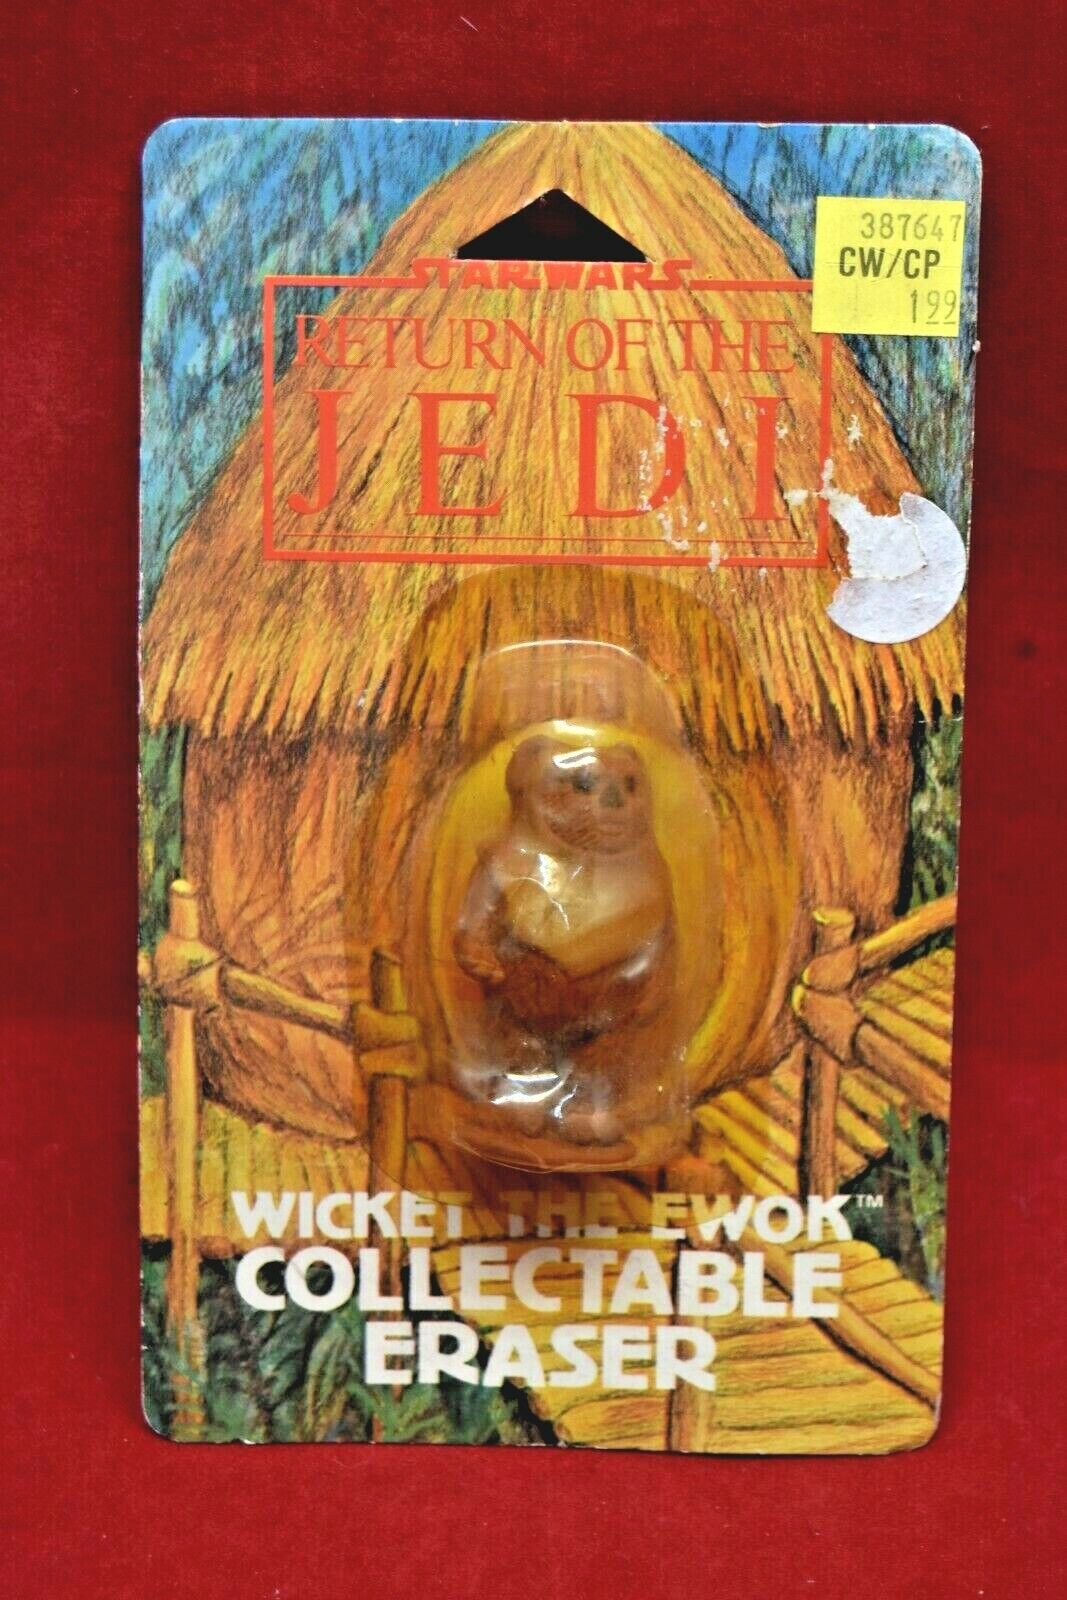 387647
CW/CP
1.99
STAR WARS
RETURN OF THE
JEDI
WICKET THE EWOK™
COLLECTABLE
ERASER